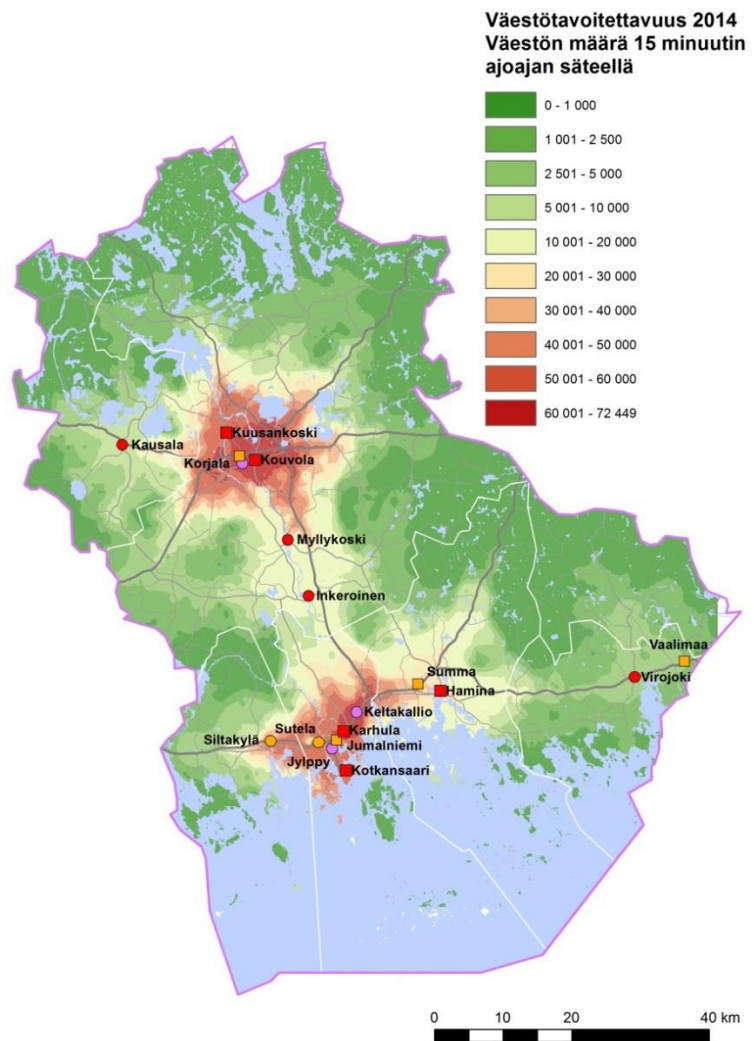 Väestötavoitettavuus 2014
Väestön määrä 15 minuutin
ajoajan säteellä
0 - 1 000
1 001 - 2 500
2 501 - 5 000
5 001 - 10 000
10 001 - 20 000
20 001 - 30 000
30 001 - 40 000
40 001 - 50 000
50 001 - 60 000
60 001 - 72 449
Kuusankoski
Kausala
Korjala
Kouvola
Myllykoski
Inkeroinen
Vaalimaa
Summa
Virojoki
Hamina
Keltakallio
Sutela
Karhula
Siltakylä
Jumalniemi
Jylppy
Kotkansaari
0 10 20 40 km